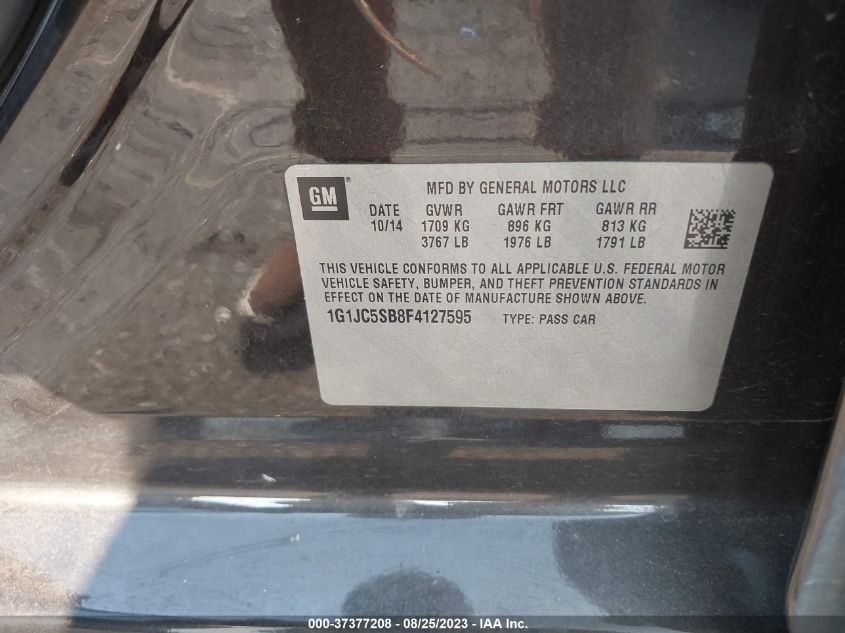 GM®
MFD BY GENERAL MOTORS LLC
DATE GVWR GAWR FRT GAWR RR
10/14 1709 KG 896 KG 813 KG
3767 LB 1976 LB 1791 LB
THIS VEHICLE CONFORMS TO ALL APPLICABLE U.S. FEDERAL MOTOR
VEHICLE SAFETY, BUMPER, AND THEFT PREVENTION STANDARDS IN
EFFECT ON THE DATE OF MANUFACTURE SHOWN ABOVE.
1G1JC5SB8F4127595 TYPE: PASS CAR
000-37377208 - 08/25/2023 - IAA Inc.